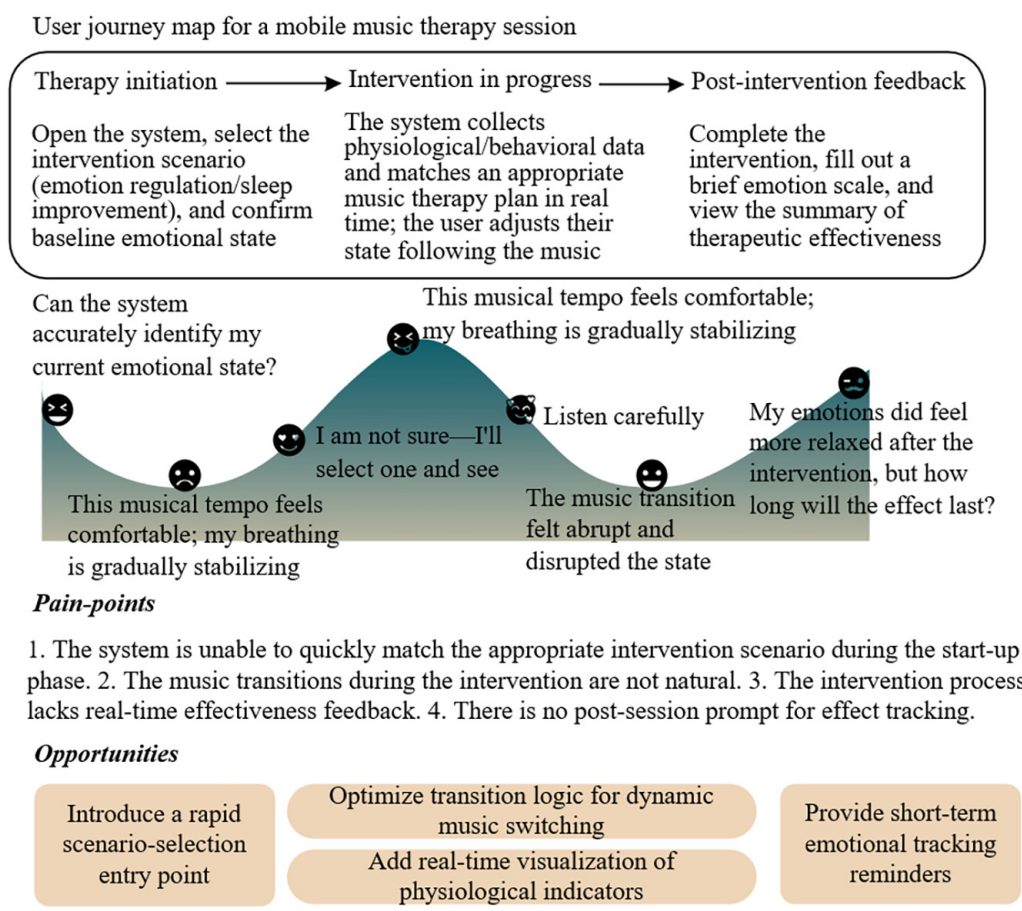 User journey map for a mobile music therapy session
Therapy initiation
Intervention in progress
Post-intervention feedback
Open the system, select the
intervention scenario
(emotion regulation/sleep
improvement), and confirm
baseline emotional state
The system collects
physiological/behavioral data
and matches an appropriate
music therapy plan in real
time; the user adjusts their
state following the music
Complete the
intervention, fill out a
brief emotion scale, and
view the summary of
therapeutic effectiveness
Can the system
accurately identify my
current emotional state?
This musical tempo feels
comfortable; my breathing
is gradually stabilizing
I am not sure—I'll
select one and see
This musical tempo feels comfortable;
my breathing is gradually stabilizing
Listen carefully
The music transition
felt abrupt and
disrupted the state
My emotions did feel
more relaxed after the
intervention, but how
long will the effect last?
Pain-points
1. The system is unable to quickly match the appropriate intervention scenario during the start-up
phase. 2. The music transitions during the intervention are not natural. 3. The intervention process
lacks real-time effectiveness feedback. 4. There is no post-session prompt for effect tracking.
Opportunities
Introduce a rapid
scenario-selection
entry point
Optimize transition logic for dynamic
music switching
Add real-time visualization of
physiological indicators
Provide short-term
emotional tracking
reminders